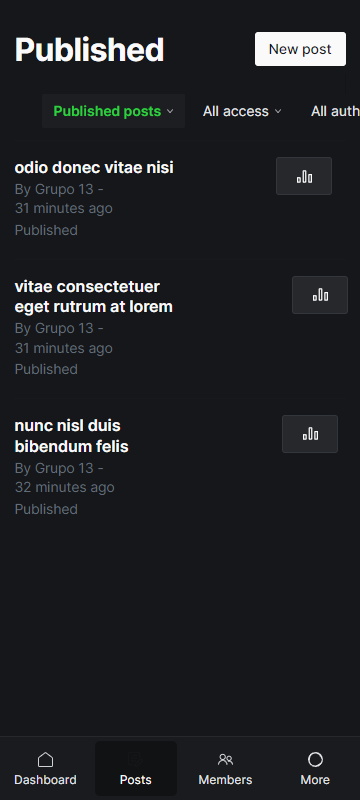 Published
New post
Published posts
All access
All auth
odio donec vitae nisi
By Grupo 13 -
31 minutes ago
Published
vitae consectetuer
eget rutrum at lorem
By Grupo 13 -
31 minutes ago
Published
nunc nisl duis
bibendum felis
By Grupo 13 -
32 minutes ago
Published
Dashboard
Posts
Members
More